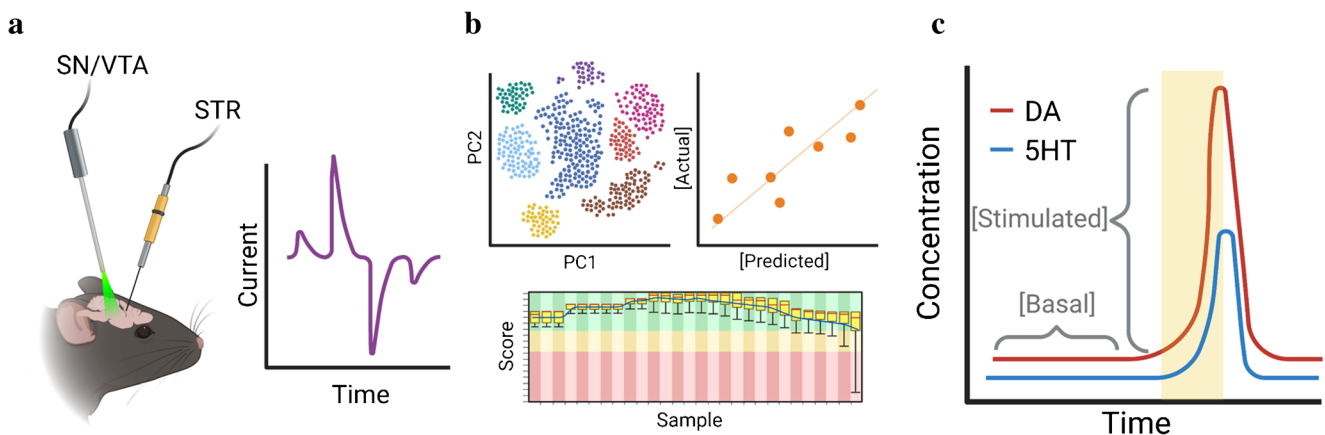 a
SN/VTA
STR
Current
Time
b
PC2
PC1
[Actual]
[Predicted]
Score
Sample
c
DA
5HT
[Stimulated]
[Basal]
Concentration
Time